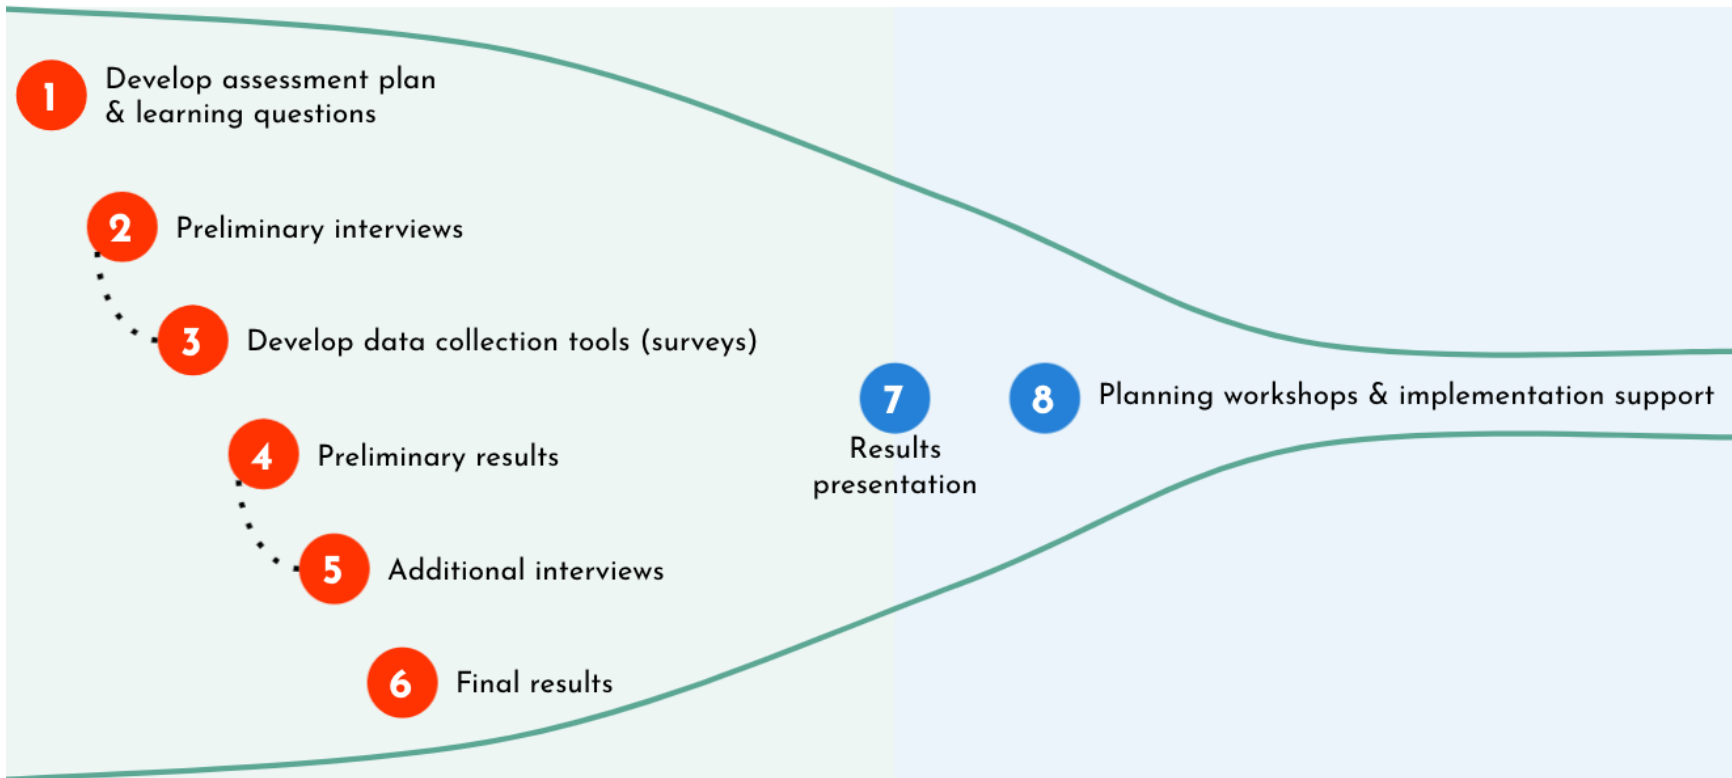 1
Develop assessment plan
& learning questions
2
Preliminary interviews
3
Develop data collection tools (surveys)
4
Preliminary results
5
Additional interviews
6
Final results
7
Results
presentation
8
Planning workshops & implementation support